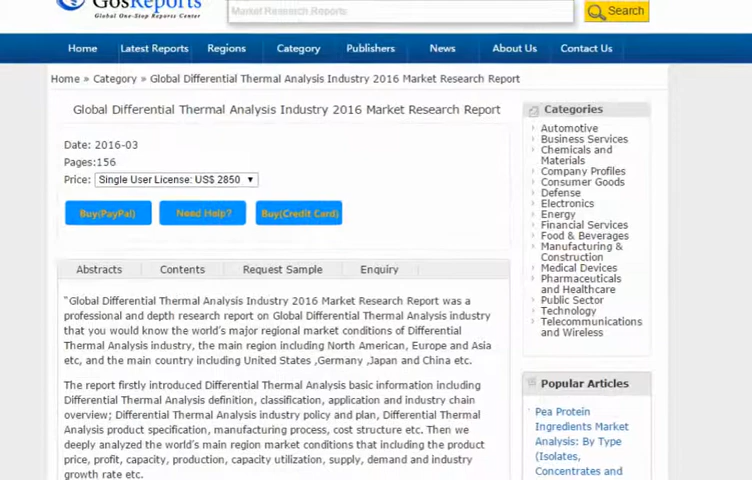 GosReports
Global One-Stop Reports Center
Market Research Reports
Search
Home
Latest Reports
Regions
Category
Publishers
News
About Us
Contact Us
Home » Category » Global Differential Thermal Analysis Industry 2016 Market Research Report
Global Differential Thermal Analysis Industry 2016 Market Research Report
Date: 2016-03
Pages:156
Price: Single User License: US$ 2850
Buy(PayPal)
Need Help?
Buy(Credit Card)
Abstracts
Contents
Request Sample
Enquiry
"Global Differential Thermal Analysis Industry 2016 Market Research Report was a
professional and depth research report on Global Differential Thermal Analysis industry
that you would know the world's major regional market conditions of Differential
Thermal Analysis industry, the main region including North American, Europe and Asia
etc, and the main country including United States ,Germany ,Japan and China etc.
The report firstly introduced Differential Thermal Analysis basic information including
Differential Thermal Analysis definition, classification, application and industry chain
overview; Differential Thermal Analysis industry policy and plan, Differential Thermal
Analysis product specification, manufacturing process, cost structure etc. Then we
deeply analyzed the world's main region market conditions that including the product
price, profit, capacity, production, capacity utilization, supply, demand and industry
growth rate etc.
Categories
Automotive
Business Services
Chemicals and
Materials
Company Profiles
Consumer Goods
Defense
Electronics
Energy
Financial Services
Food & Beverages
Manufacturing &
Construction
Medical Devices
Pharmaceuticals
and Healthcare
Public Sector
Technology
Telecommunications
and Wireless
Popular Articles
Pea Protein
Ingredients Market
Analysis: By Type
(Isolates,
Concentrates and